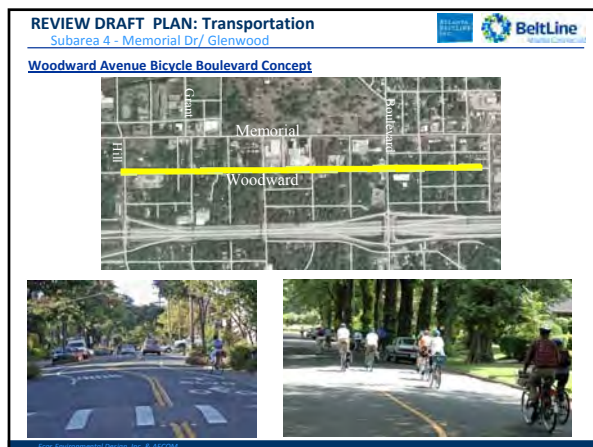 REVIEW DRAFT PLAN: Transportation
Subarea 4 - Memorial Dr/ Glenwood
BeltLine
Woodward Avenue Bicycle Boulevard Concept
Grant
Boulevard
Memorial
Hill
Woodward